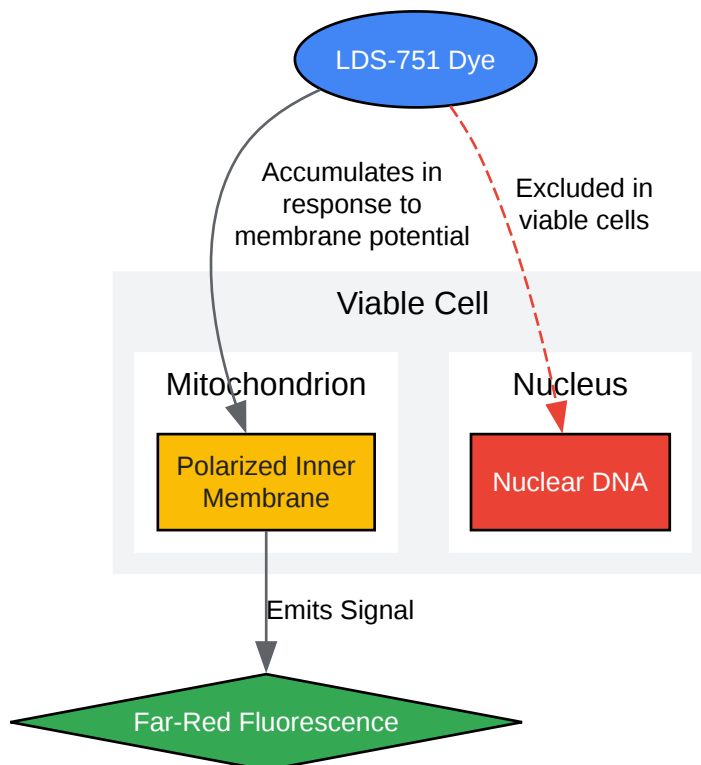 LDS-751 Dye
Accumulates in
response to
membrane potential
Excluded in
viable cells
Viable Cell
Mitochondrion
Nucleus
Polarized Inner
Membrane
Nuclear DNA
Emits Signal
Far-Red Fluorescence